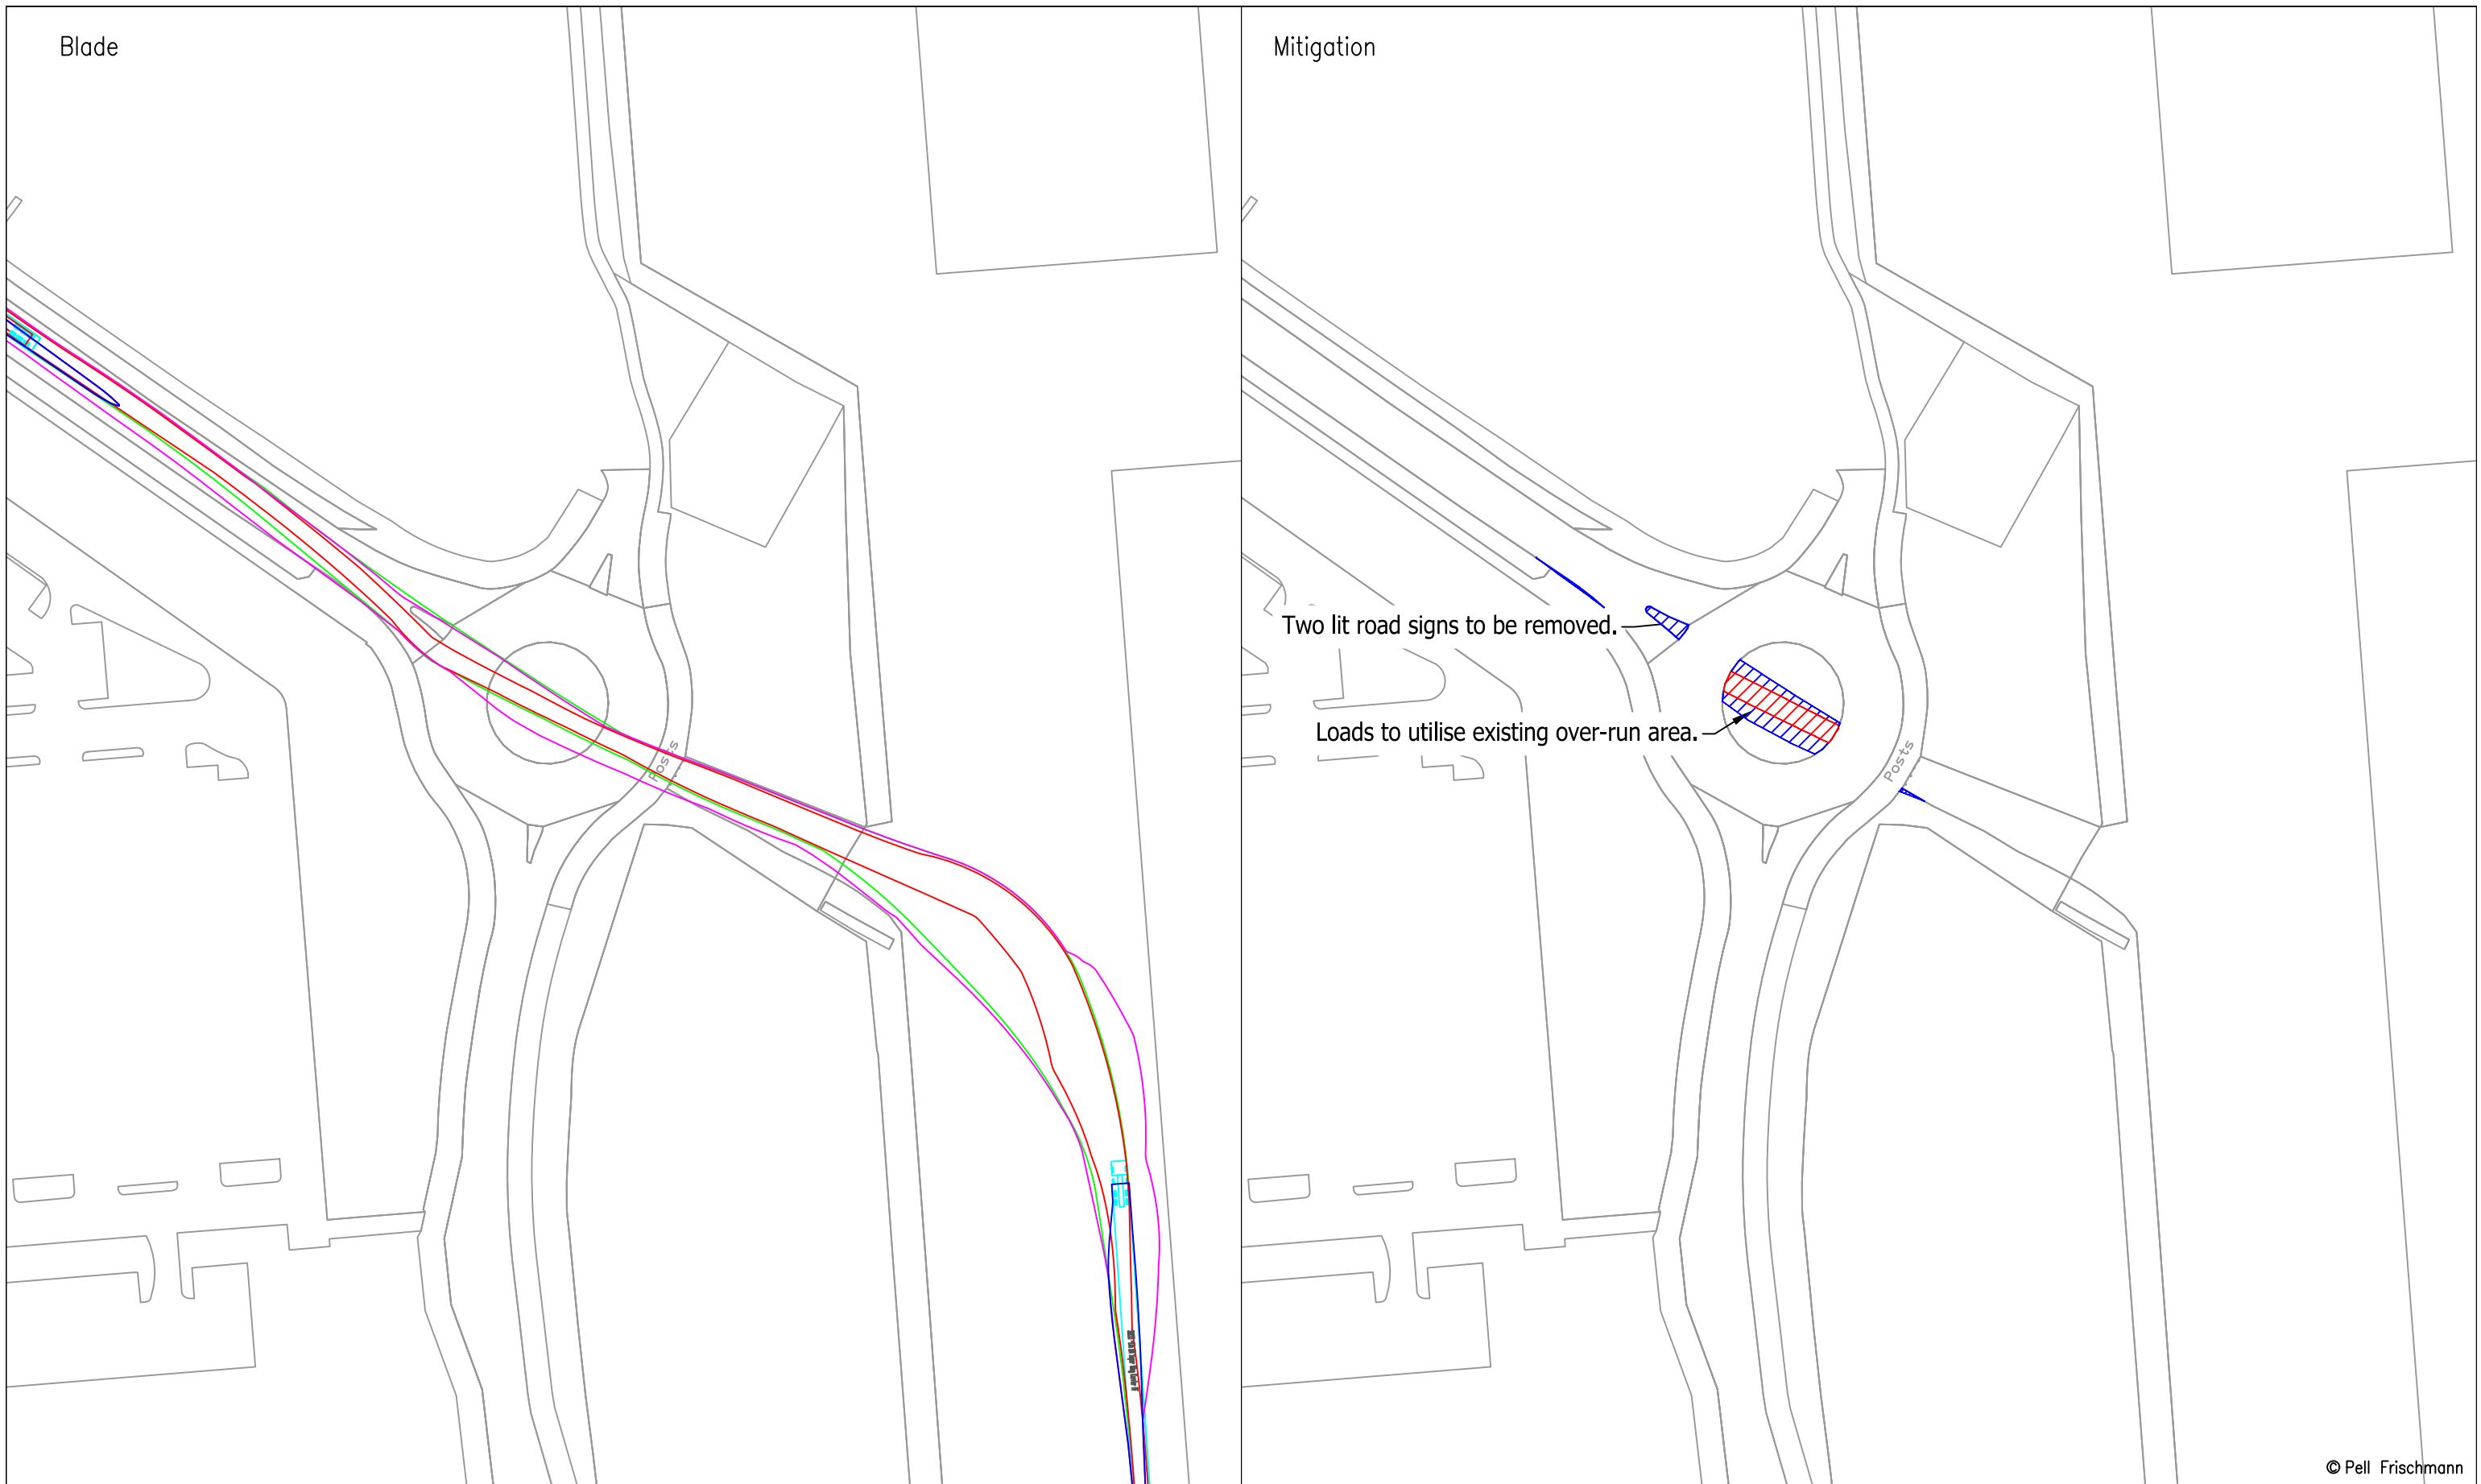 Blade
Mitigation
Two lit road signs to be removed.
Loads to utilise existing over-run area.
Posts
Posts
© Pell Frischmann